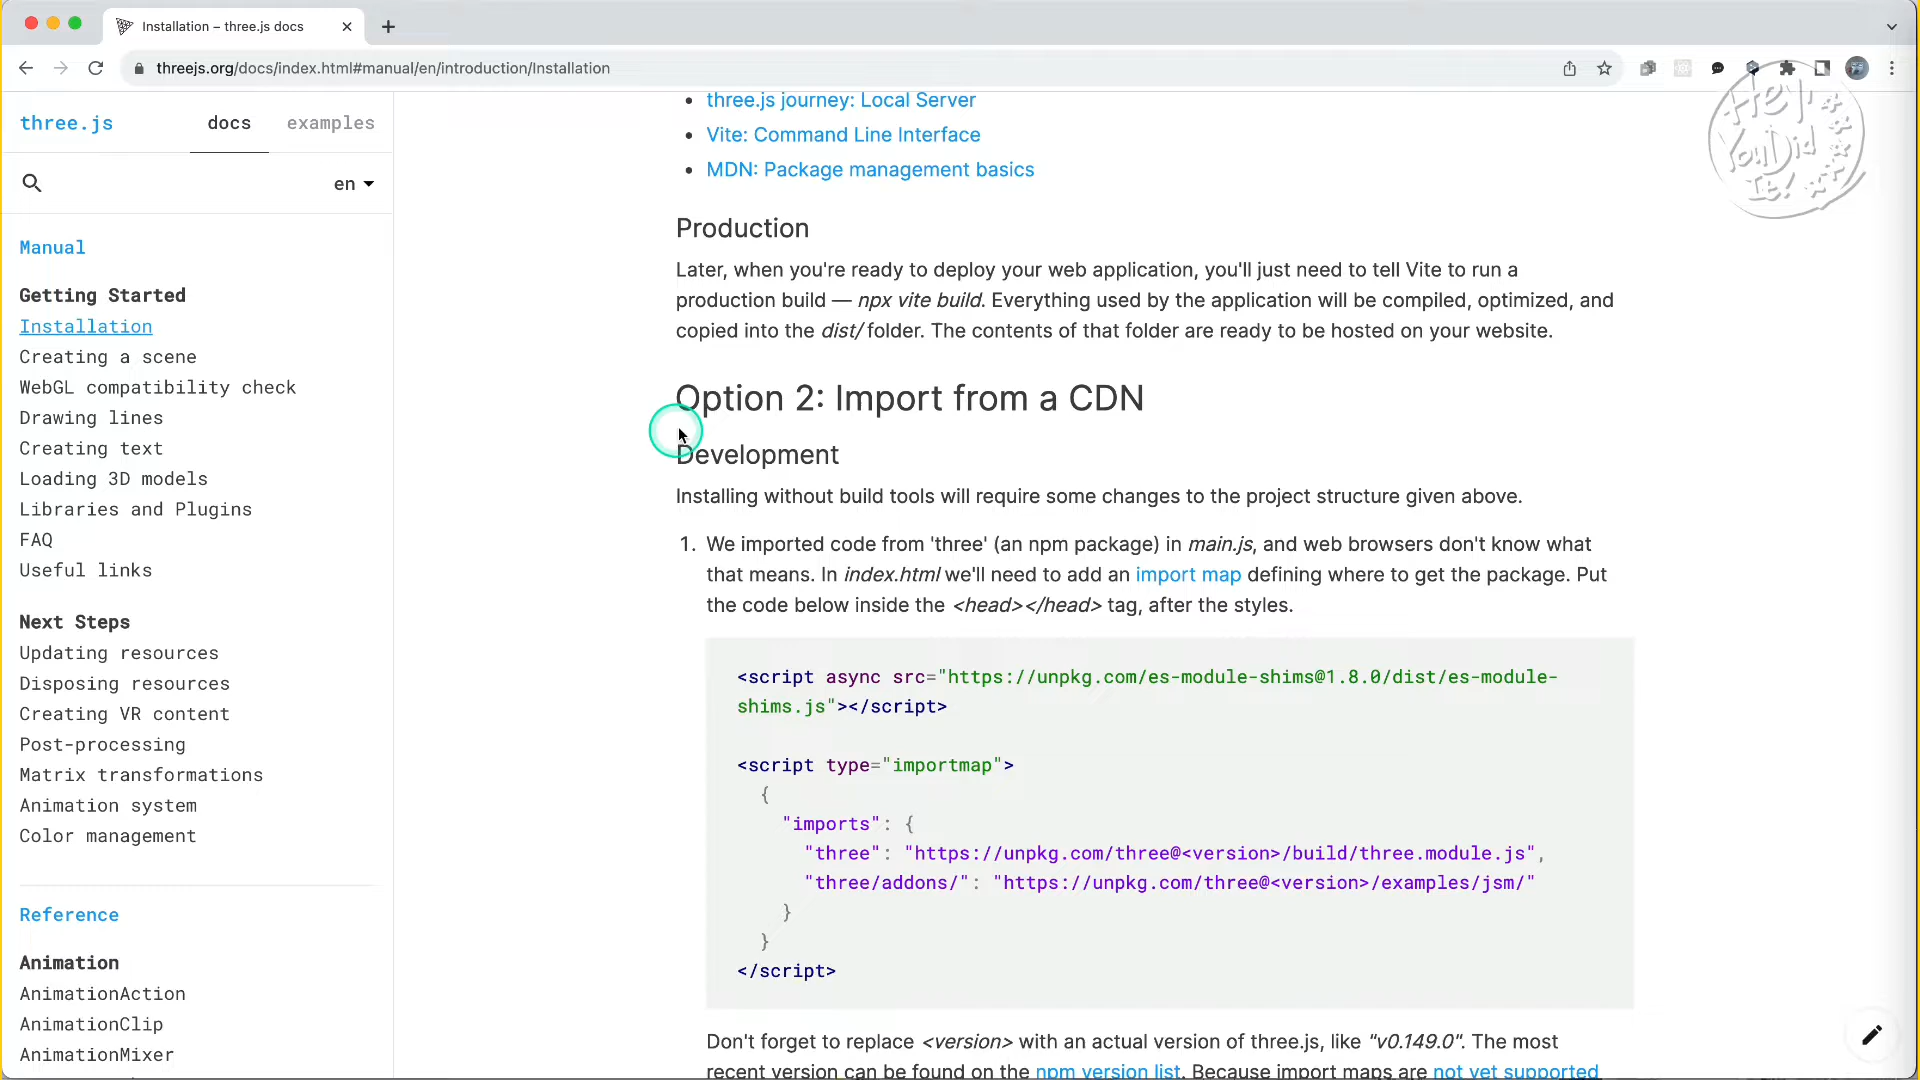 Installation – three.js docs
threejs.org/docs/index.html#manual/en/introduction/Installation
three.js
docs
examples
en
Manual
Getting Started
Installation
Creating a scene
WebGL compatibility check
Drawing lines
Creating text
Loading 3D models
Libraries and Plugins
FAQ
Useful links
Next Steps
Updating resources
Disposing resources
Creating VR content
Post-processing
Matrix transformations
Animation system
Color management
Reference
Animation
AnimationAction
AnimationClip
AnimationMixer
three.js journey: Local Server
Vite: Command Line Interface
MDN: Package management basics
Production
Later, when you're ready to deploy your web application, you'll just need to tell Vite to run a
production build — npx vite build. Everything used by the application will be compiled, optimized, and
copied into the dist/ folder. The contents of that folder are ready to be hosted on your website.
Option 2: Import from a CDN
Development
Installing without build tools will require some changes to the project structure given above.
1. We imported code from 'three' (an npm package) in main.js, and web browsers don't know what
that means. In index.html we'll need to add an import map defining where to get the package. Put
the code below inside the <head></head> tag, after the styles.
<script async src="https://unpkg.com/es-module-shims@1.8.0/dist/es-module-
shims.js"></script>
<script type="importmap">
{
"imports": {
"three": "https://unpkg.com/three@<version>/build/three.module.js",
"three/addons/": "https://unpkg.com/three@<version>/examples/jsm/"
}
}
</script>
Don't forget to replace <version> with an actual version of three.js, like "v0.149.0". The most
recent version can be found on the npm version list. Because import maps are not yet supported
Hey!
You Did
It!